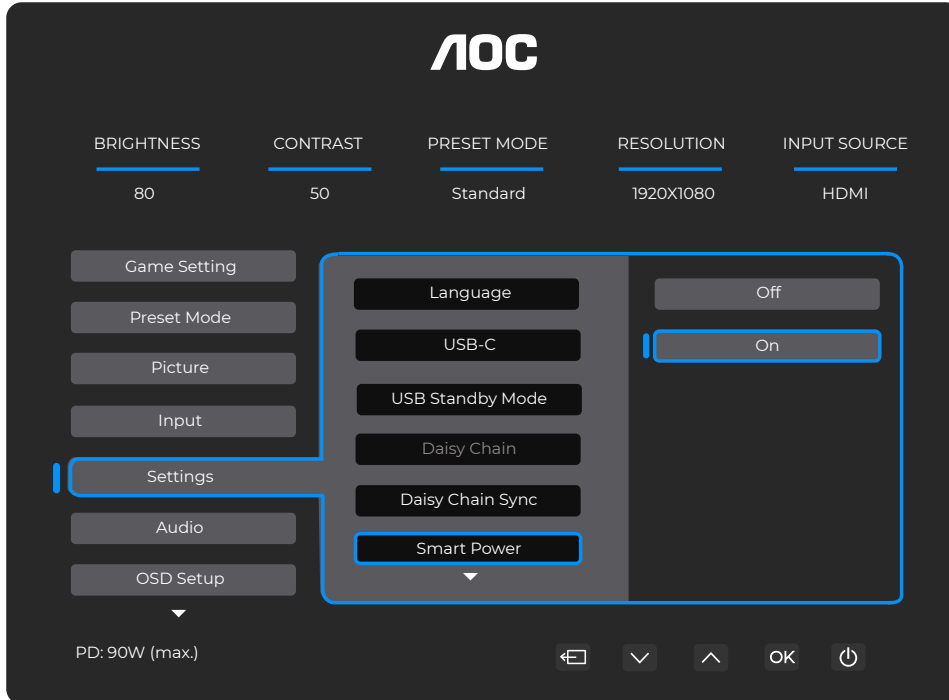 AOC
BRIGHTNESS CONTRAST PRESET MODE RESOLUTION INPUT SOURCE
80 50 Standard 1920X1080 HDMI
Game Setting
Preset Mode
Picture
Input
Settings
Audio
OSD Setup
Language
USB-C
USB Standby Mode
Daisy Chain
Daisy Chain Sync
Smart Power
Off
On
PD: 90W (max.)
OK